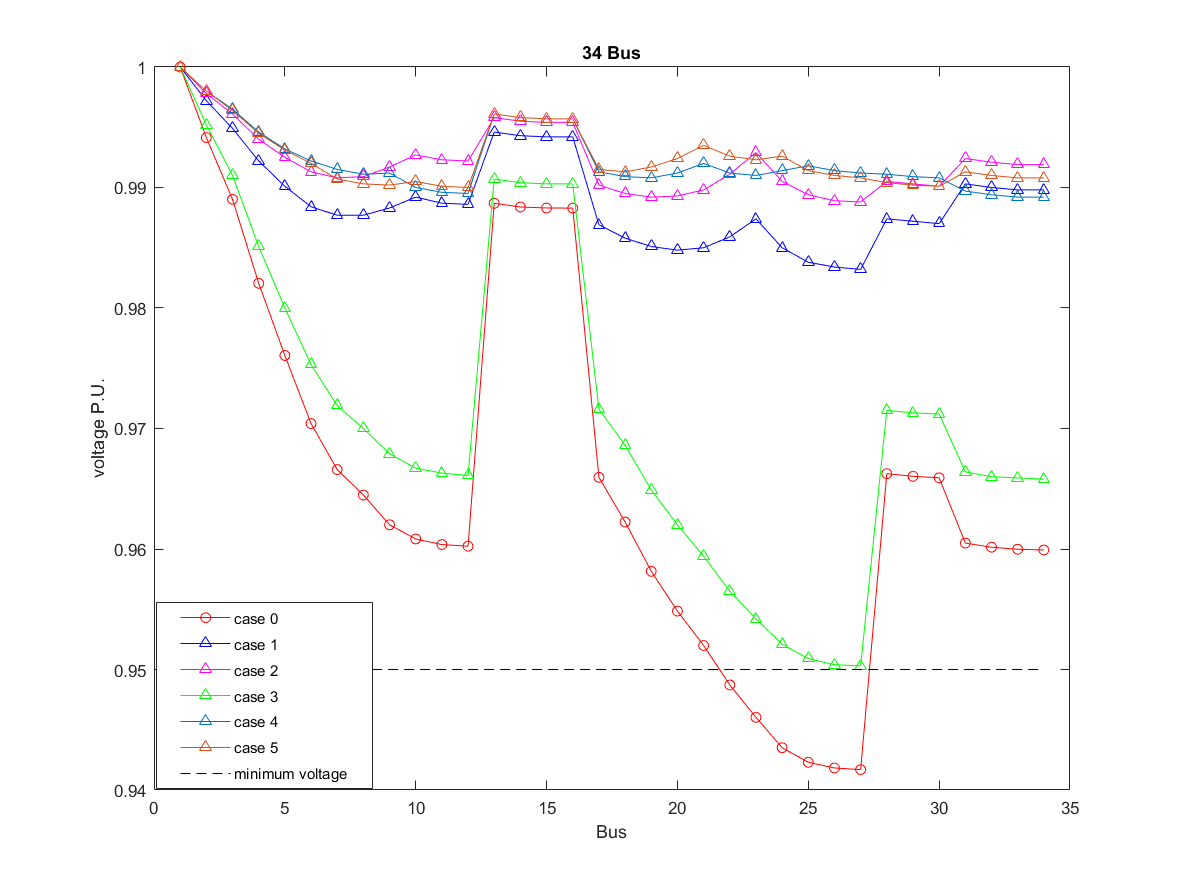 34 Bus
1
0.99
0.98
0.97
0.96
0.95
0.94
voltage P.U.
case 0
case 1
case 2
case 3
case 4
case 5
minimum voltage
0 5 10 15 20 25 30 35
Bus